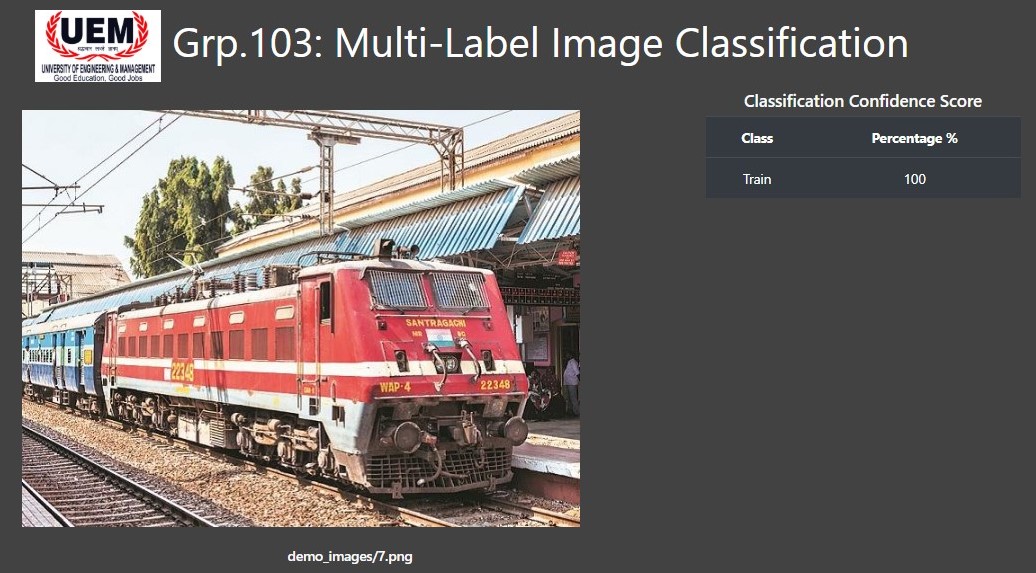 UEM
UNIVERSITY OF ENGINEERING & MANAGEMENT
Good Education, Good Jobs
Grp.103: Multi-Label Image Classification
Classification Confidence Score
Class Percentage %
Train 100
SANTRAGACHI
22348
WAP-4 22348
demo_images/7.png